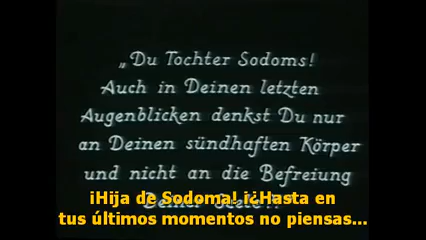 „Du Tochter Sodoms!
Auch in Deinen letzten
Augenblicken denkst Du nur
an Deinen sündhaften Körper
und nicht an die Befreiung
¡Hija de Sodoma! ¡¿Hasta en
tus últimos momentos no piensas...